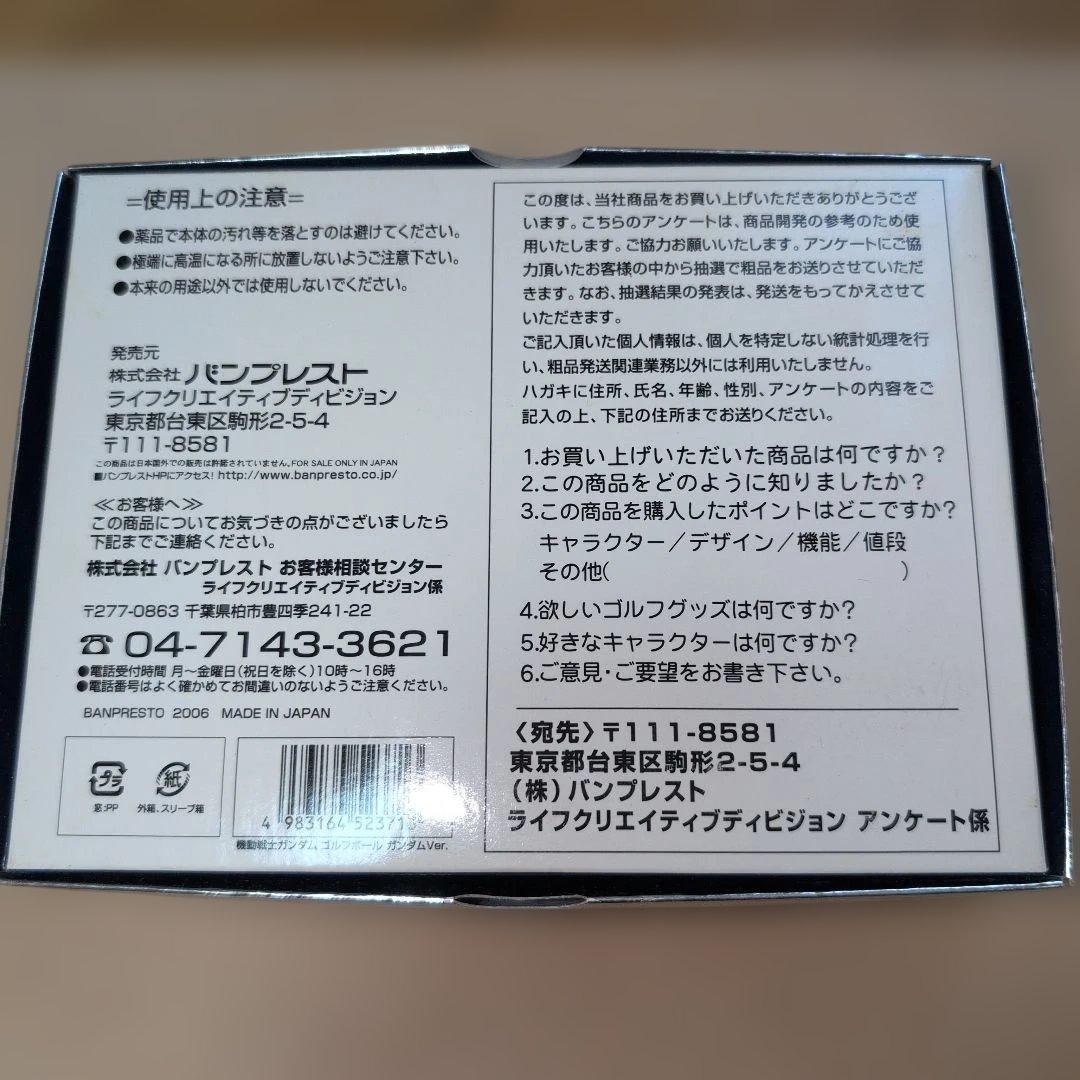 =使用上の注意=
●薬品で本体の汚れ等を落とすのは避けてください。
●極端に高温になる所に放置しないようご注意下さい。
●本来の用途以外では使用しないでください。
発売元
株式会社 バンプレスト
ライフクリエイティブディビジョン
東京都台東区駒形2-5-4
〒111-8581
この商品は日本国外での販売は許諾されていません。FOR SALE ONLY IN JAPAN
■バンプレストHPにアクセス! http://www.banpresto.co.jp/
≪お客様へ≫
この商品についてお気づきの点がございましたら
下記までご連絡ください。
株式会社 バンプレスト お客様相談センター
ライフクリエイティブディビジョン係
〒277-0863 千葉県柏市豊四季241-22
☎04-7143-3621
●電話受付時間 月〜金曜日(祝日を除く)10時〜16時
●電話番号はよく確かめてお間違いのないようご注意ください。
BANPRESTO 2006 MADE IN JAPAN
プラ
窓:PP
紙
外箱、スリーブ箱
4 983164 52371
機動戦士ガンダム ゴルフボール ガンダムVer.
この度は、当社商品をお買い上げいただきありがとうござ
います。こちらのアンケートは、商品開発の参考のため使
用いたします。ご協力お願いいたします。アンケートにご協
力頂いたお客様の中から抽選で粗品をお送りさせていただ
きます。なお、抽選結果の発表は、発送をもってかえさせて
いただきます。
ご記入頂いた個人情報は、個人を特定しない統計処理を行
い、粗品発送関連業務以外には利用いたしません。
ハガキに住所、氏名、年齢、性別、アンケートの内容をご
記入の上、下記の住所までお送りください。
1.お買い上げいただいた商品は何ですか?
2.この商品をどのように知りましたか?
3.この商品を購入したポイントはどこですか?
キャラクター／デザイン／機能／値段
その他( )
4.欲しいゴルフグッズは何ですか?
5.好きなキャラクターは何ですか?
6.ご意見・ご要望をお書き下さい。
〈宛先〉〒111-8581
東京都台東区駒形2-5-4
(株)バンプレスト
ライフクリエイティブディビジョン アンケート係